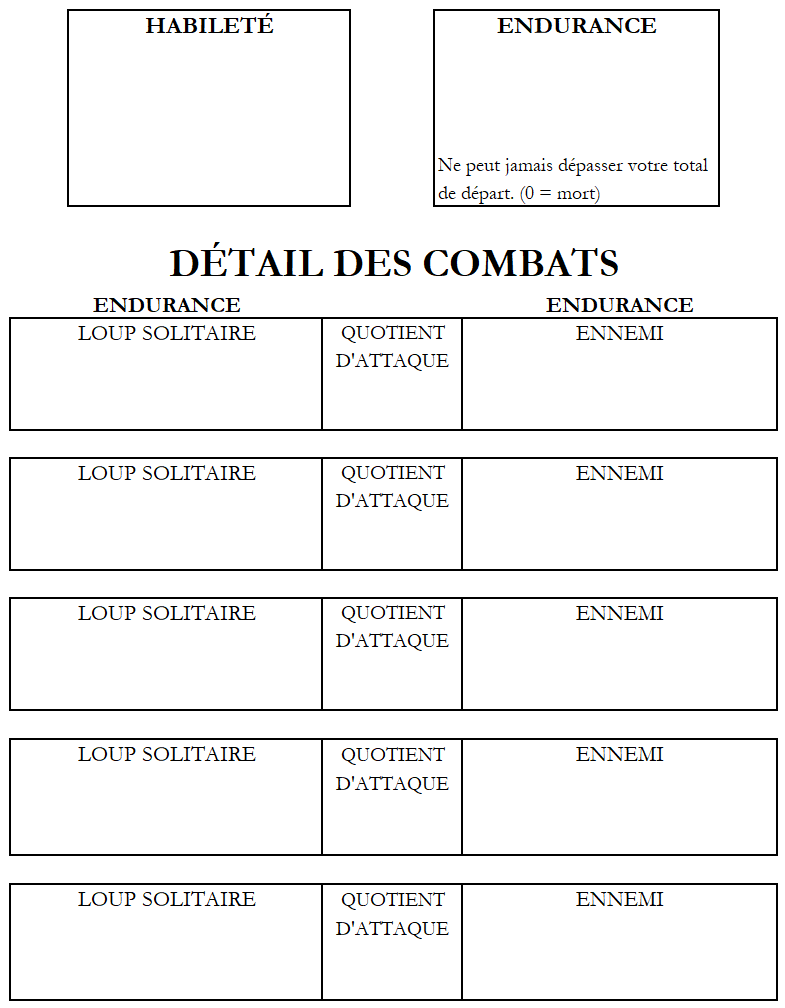 HABILETÉ
ENDURANCE
Ne peut jamais dépasser votre total
de départ. (0 = mort)
DÉTAIL DES COMBATS
ENDURANCE
ENDURANCE
LOUP SOLITAIRE
QUOTIENT
D'ATTAQUE
ENNEMI
LOUP SOLITAIRE
QUOTIENT
D'ATTAQUE
ENNEMI
LOUP SOLITAIRE
QUOTIENT
D'ATTAQUE
ENNEMI
LOUP SOLITAIRE
QUOTIENT
D'ATTAQUE
ENNEMI
LOUP SOLITAIRE
QUOTIENT
D'ATTAQUE
ENNEMI